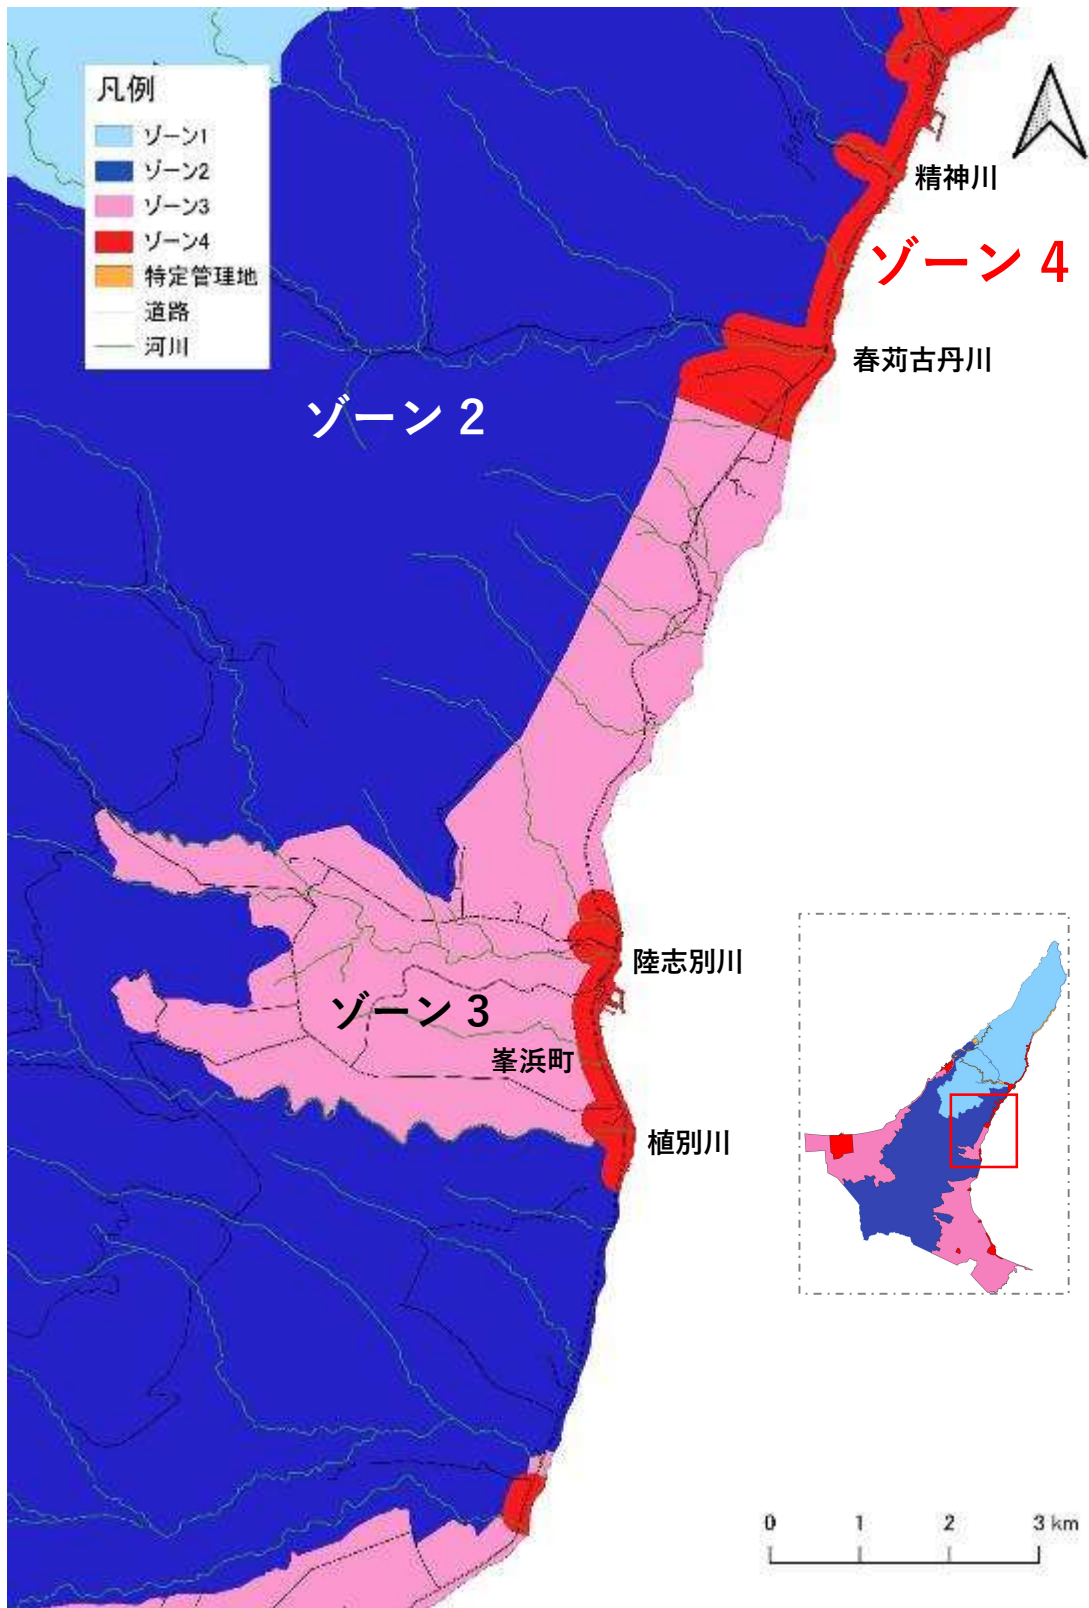 凡例
ゾーン1
ゾーン2
ゾーン3
ゾーン4
特定管理地
道路
河川
精神川
ゾーン 4
春苅古丹川
ゾーン 2
陸志別川
ゾーン 3
峯浜町
植別川
0 1 2 3 km